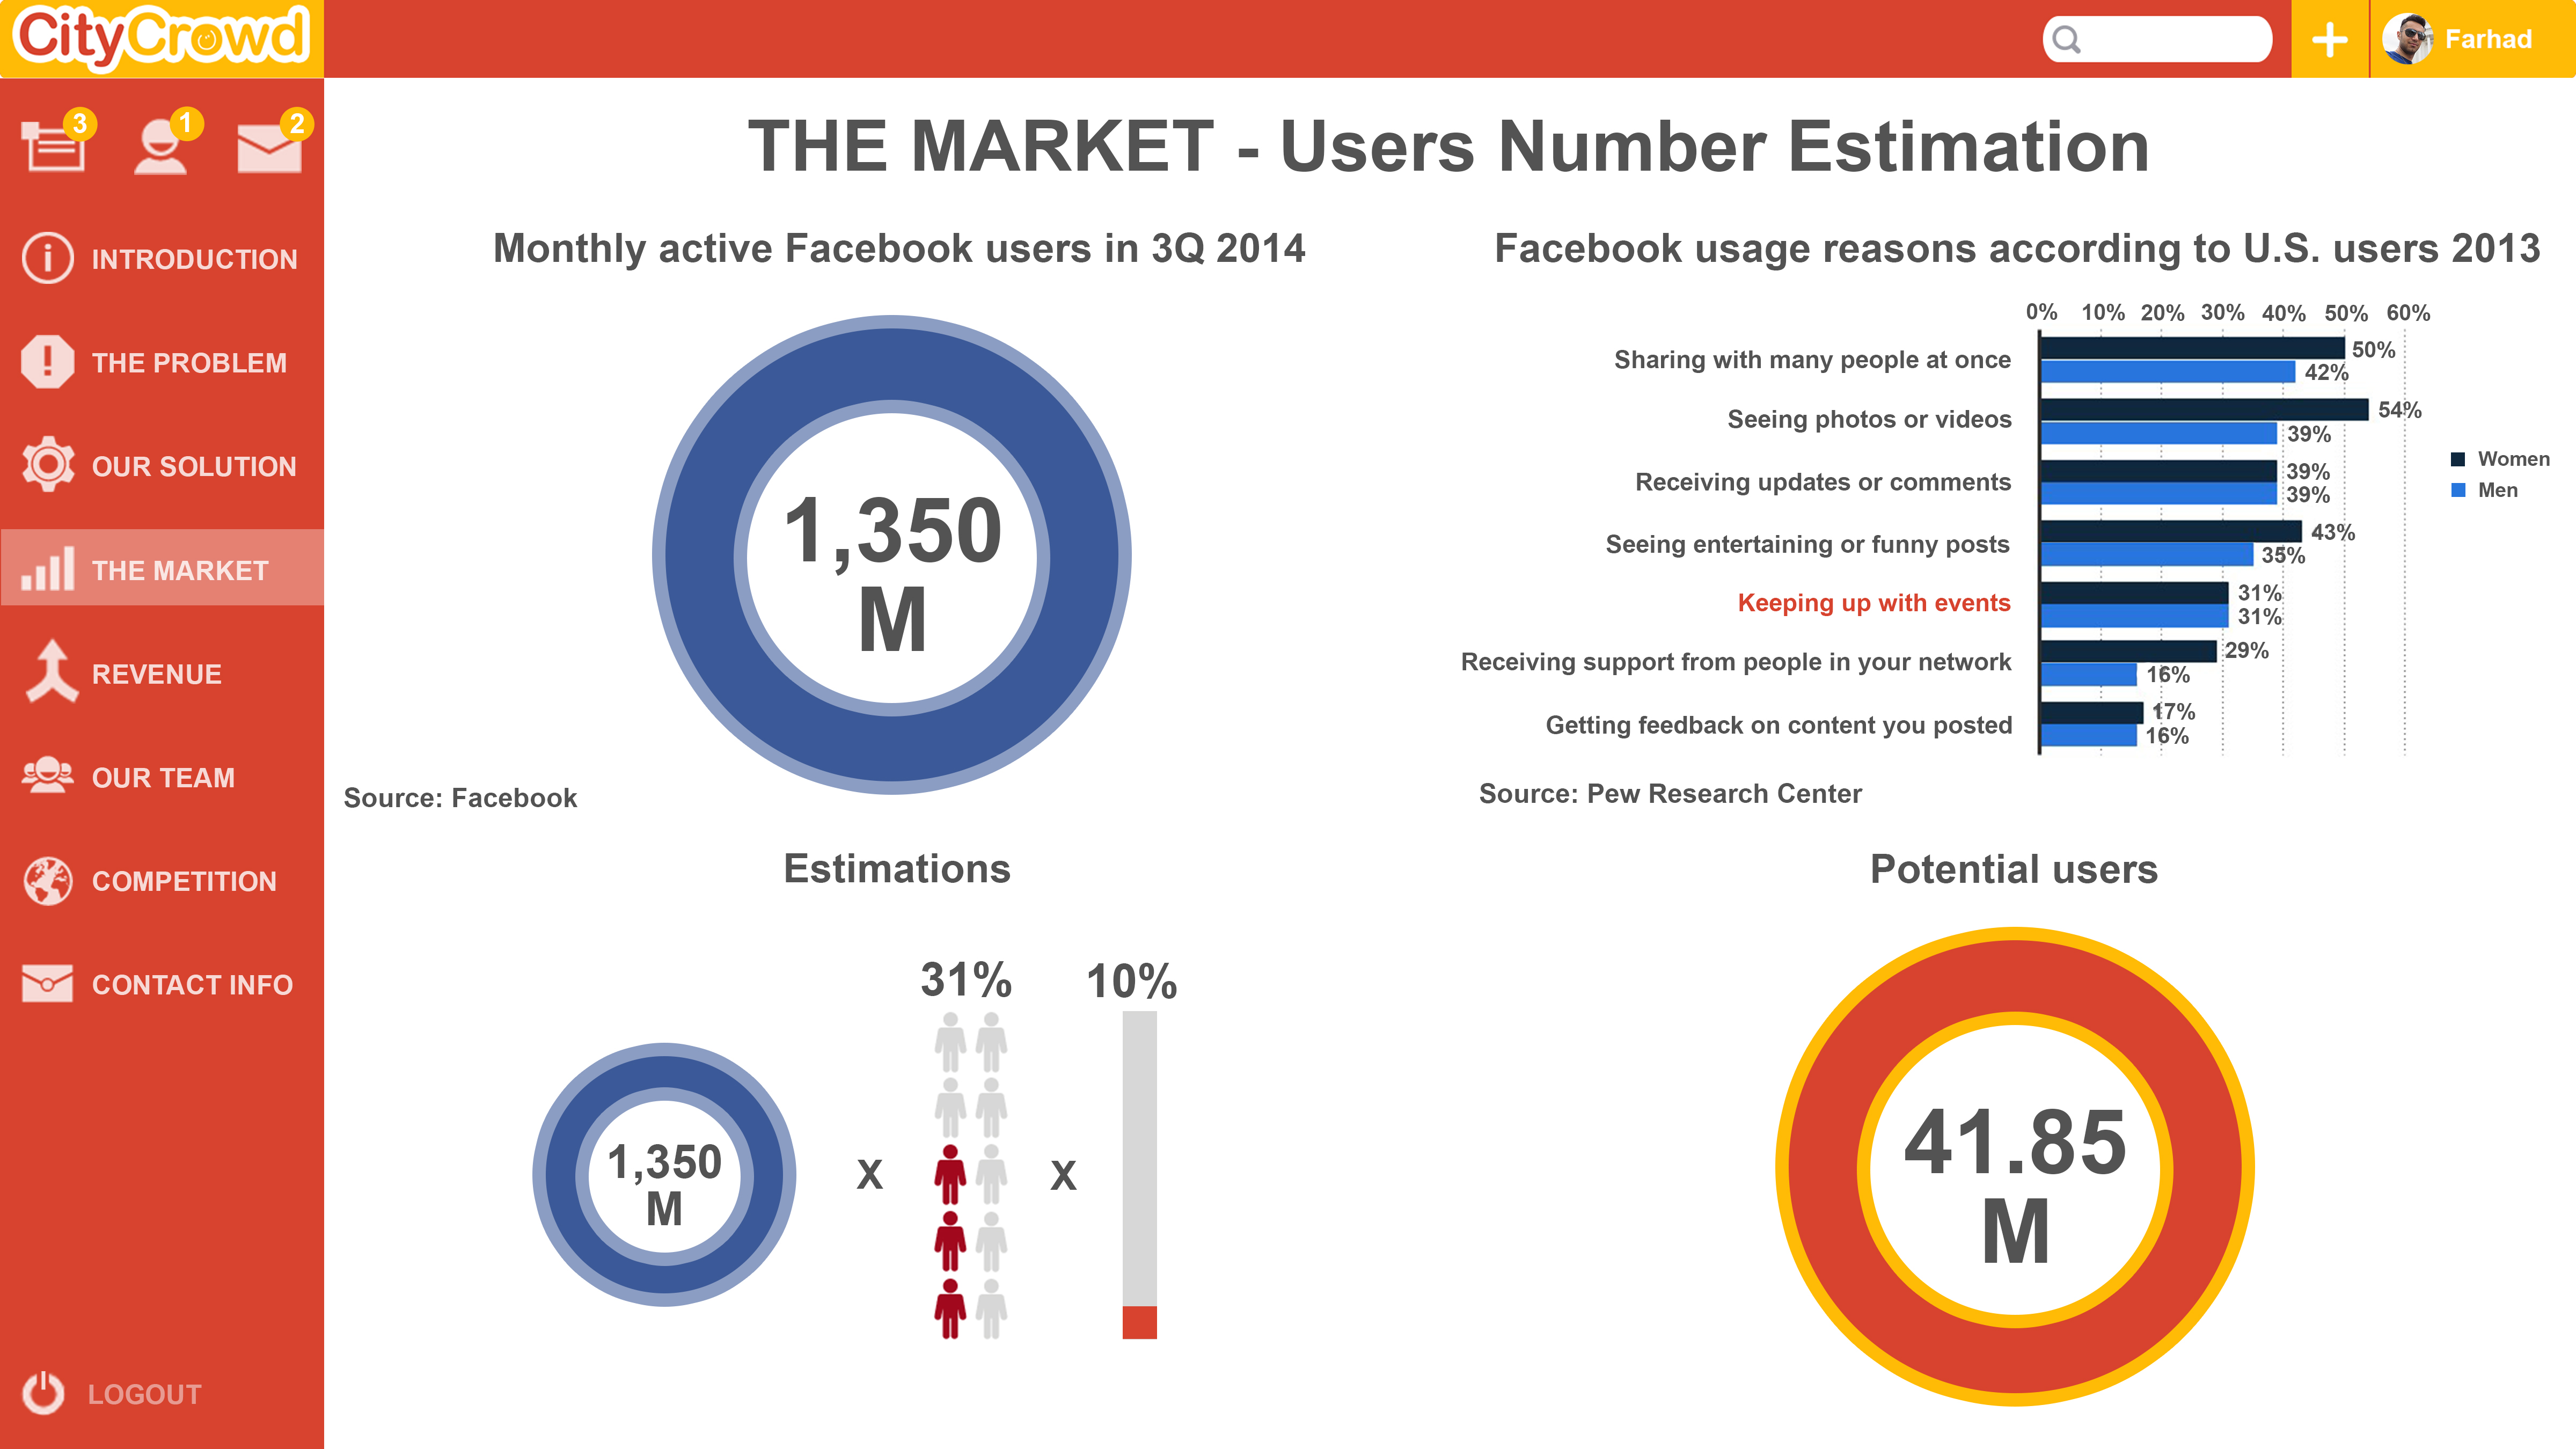 CityCrowd
Farhad
3
1
2
INTRODUCTION
THE PROBLEM
OUR SOLUTION
THE MARKET
REVENUE
OUR TEAM
COMPETITION
CONTACT INFO
LOGOUT
THE MARKET - Users Number Estimation
Monthly active Facebook users in 3Q 2014
1,350
M
Source: Facebook
Facebook usage reasons according to U.S. users 2013
0% 10% 20% 30% 40% 50% 60%
Sharing with many people at once
50%
42%
Seeing photos or videos
54%
39%
Receiving updates or comments
39%
39%
Seeing entertaining or funny posts
43%
35%
Keeping up with events
31%
31%
Receiving support from people in your network
29%
16%
Getting feedback on content you posted
17%
16%
Women
Men
Source: Pew Research Center
Estimations
1,350
M
X
31%
X
10%
Potential users
41.85
M